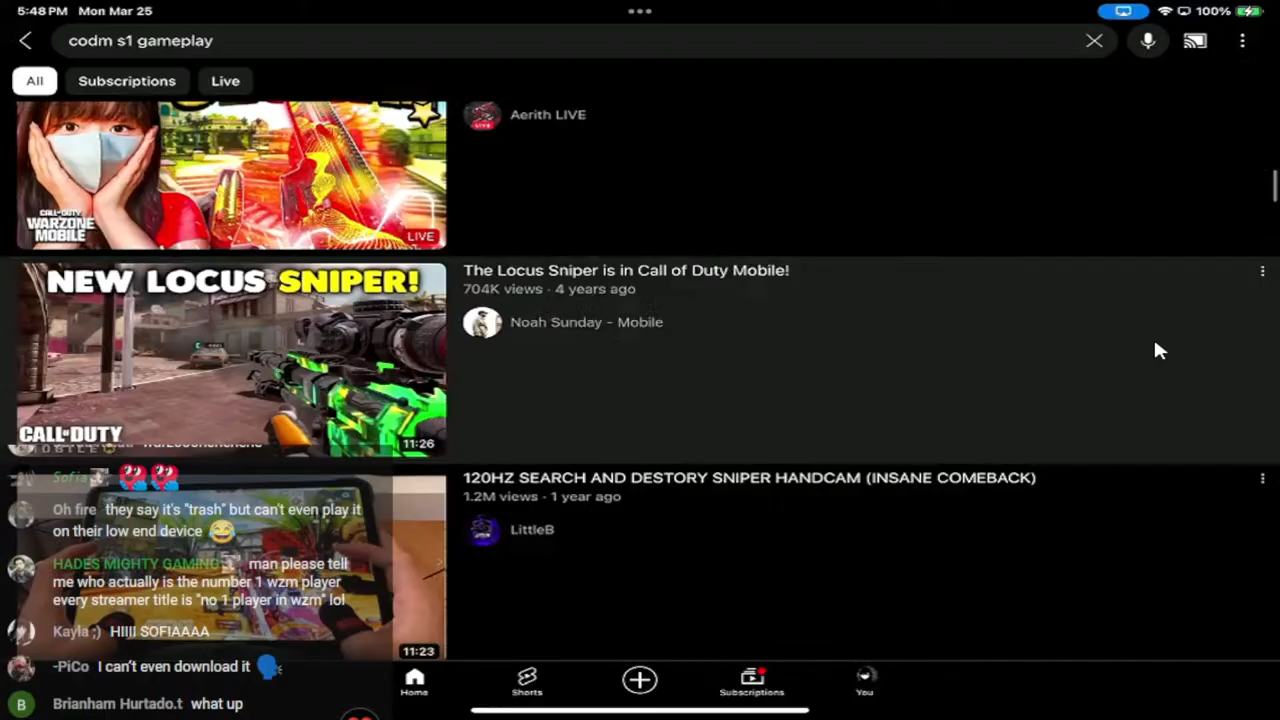 5:48 PM Mon Mar 25
100%
codm s1 gameplay
All
Subscriptions
Live
Aerith LIVE
CALL OF DUTY
WARZONE
MOBILE
LIVE
NEW LOCUS SNIPER!
CALL OF DUTY
MOBILE
11:26
The Locus Sniper is in Call of Duty Mobile!
704K views · 4 years ago
Noah Sunday - Mobile
120HZ SEARCH AND DESTORY SNIPER HANDCAM (INSANE COMEBACK)
1.2M views · 1 year ago
LittleB
11:23
Sofia
Oh fire they say it's "trash" but can't even play it
on their low end device
HADES MIGHTY GAMING man please tell
me who actually is the number 1 wzm player
every streamer title is "no 1 player in wzm" lol
Kayla ;) HIIII SOFIAAAA
-PiCo I can't even download it
B
Brianham Hurtado.t what up
Home
Shorts
Subscriptions
You